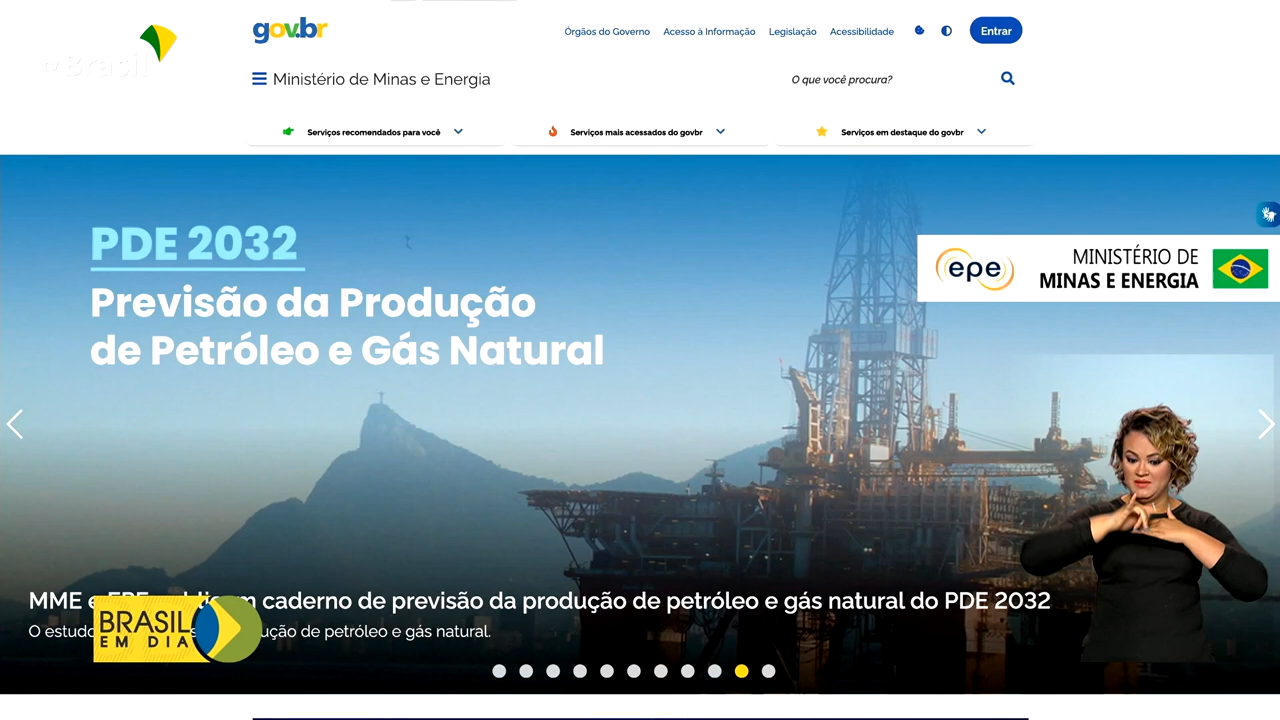 gov.br
Órgãos do Governo Acesso à Informação Legislação Acessibilidade Entrar
tv Brasil
Ministério de Minas e Energia
O que você procura?
Serviços recomendados para você Serviços mais acessados do govbr Serviços em destaque do govbr
PDE 2032
Previsão da Produção
de Petróleo e Gás Natural
epe
MINISTÉRIO DE
MINAS E ENERGIA
MME e EPE caderno de previsão da produção de petróleo e gás natural do PDE 2032
O estudo de petróleo e gás natural.
BRASIL
EM DIA